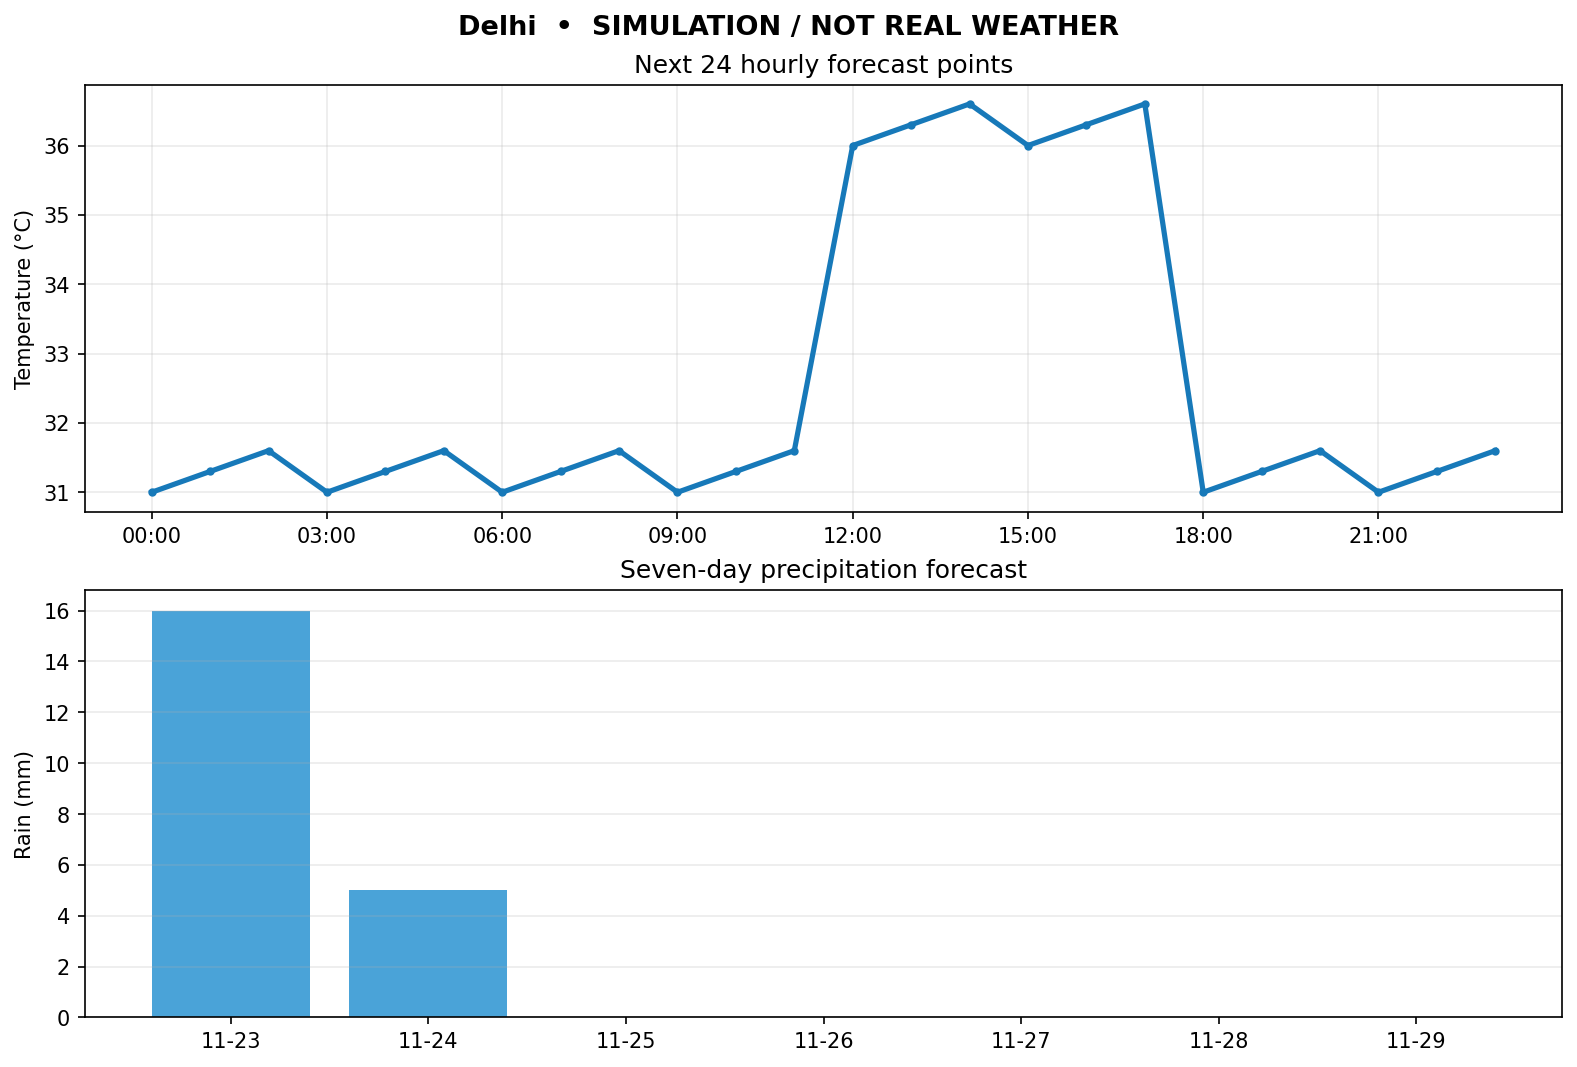 Delhi • SIMULATION / NOT REAL WEATHER
Next 24 hourly forecast points
Temperature (°C)
36
35
34
33
32
31
00:00 03:00 06:00 09:00 12:00 15:00 18:00 21:00
Seven-day precipitation forecast
Rain (mm)
16
14
12
10
8
6
4
2
0
11-23 11-24 11-25 11-26 11-27 11-28 11-29